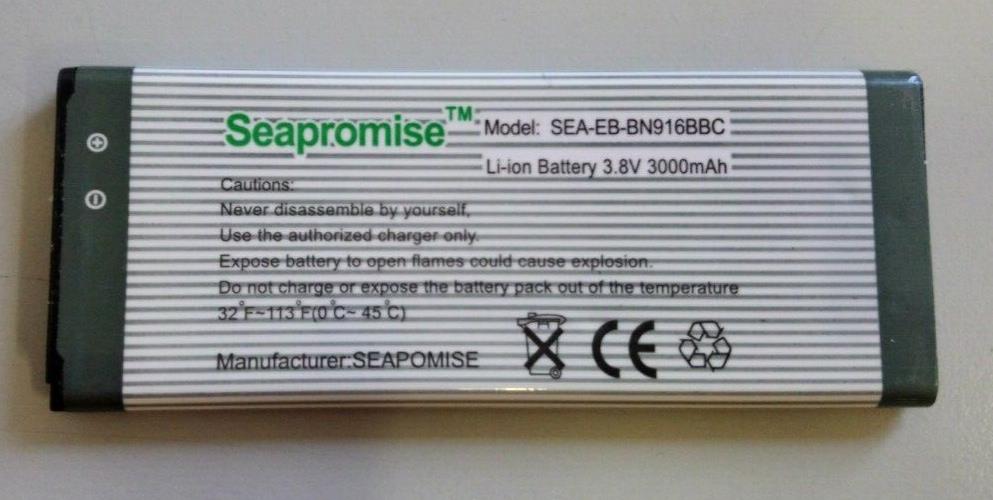 Seapromise™
Model: SEA-EB-BN916BBC
Li-ion Battery 3.8V 3000mAh
Cautions:
Never disassemble by yourself,
Use the authorized charger only.
Expose battery to open flames could cause explosion.
Do not charge or expose the battery pack out of the temperature
32°F~113°F(0°C~ 45°C)
Manufacturer:SEAPOMISE
CE